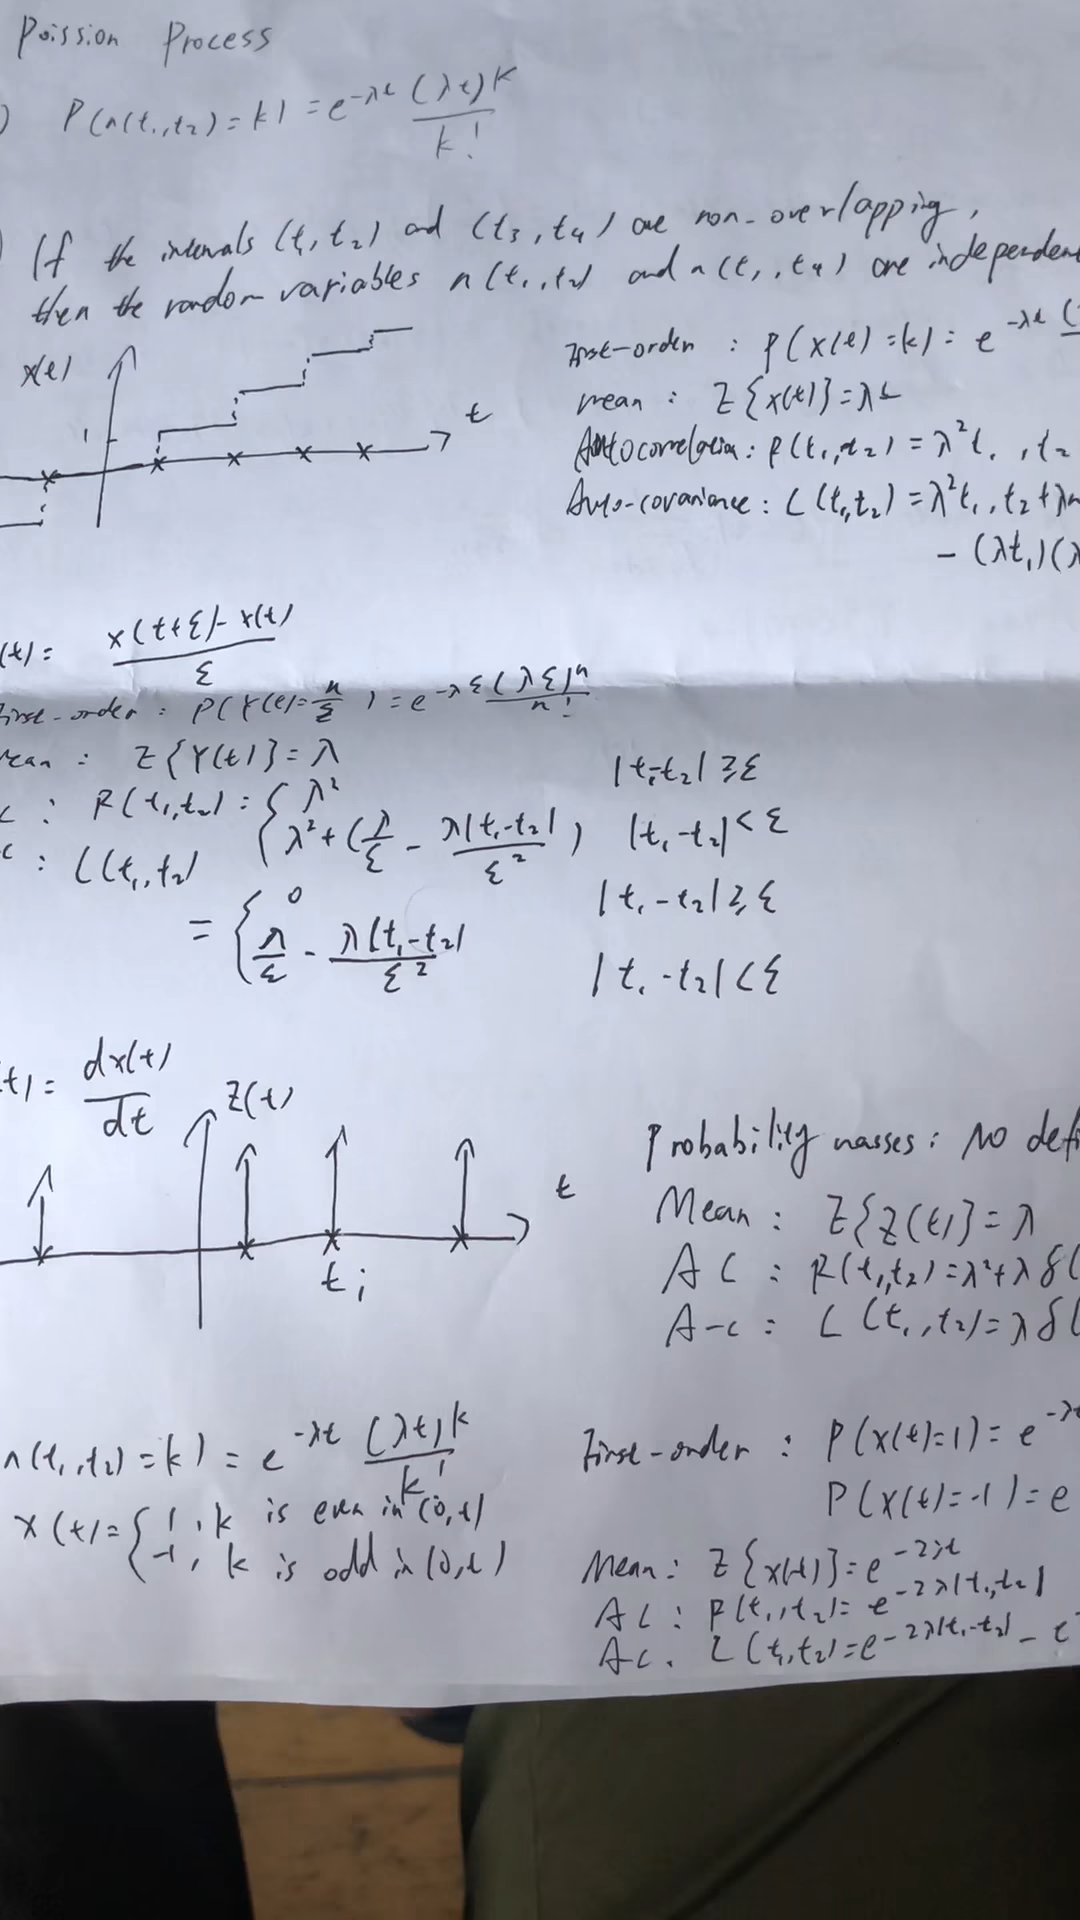 Poission Process
) P(n(t₁,t₂)=k) = e^-λt (λt)^k / k!
) If the intervals (t₁,t₂) and (t₃,t₄) are non-overlapping,
then the random variables n(t₁,t₂) and n(t₁,t₄) are independent
x(t)
1
t
First-order : P(x(t)=k) = e^-λt (
mean : E{x(t)} = λt
Autocorrelation : R(t₁,t₂) = λ²t₁,t₂
Auto-covariance : C(t₁,t₂) = λ²t₁,t₂+λm
- (λt₁)(λ
(t) = x(t+ε)-x(t) / ε
First-order : P(Y(t)=n/ε) = e^-λε (λε)^n / n!
mean : E{Y(t)} = λ
C : R(t₁,t₂) = { λ² |t₁-t₂| ≥ ε
λ²+(λ/ε - λ|t₁-t₂|/ε²) |t₁-t₂| < ε
C : C(t₁,t₂)
= { 0 |t₁-t₂| ≥ ε
λ/ε - λ|t₁-t₂|/ε² |t₁-t₂| < ε
t) = dx(t)/dt
Z(t)
t
tᵢ
Probability masses : No defi
Mean : E{Z(t)} = λ
AC : R(t₁,t₂)=λ²+λδ(
A-c : C(t₁,t₂)=λδ(
n(t₁,t₂)=k) = e^-λt (λt)^k / k!
X(t)= { 1, k is even in (0,t)
-1, k is odd in (0,t)
First-order : P(x(t)=1) = e^-λt
P(x(t)=-1) = e
Mean : E{x(t)} = e^-2λt
AC : R(t₁,t₂) = e^-2λ|t₁,t₂|
Ac. C(t₁,t₂)=e^-2λ|t₁-t₂| - e